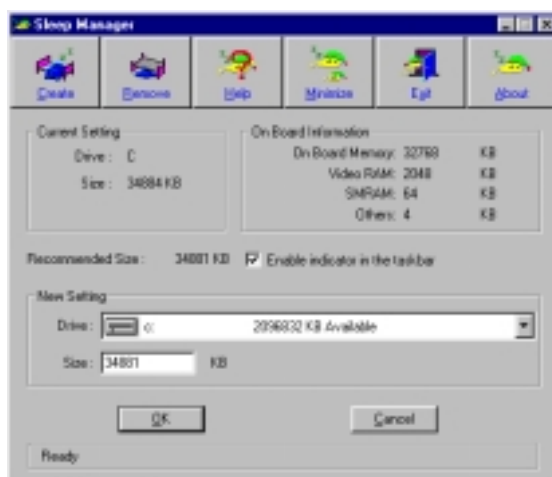 Sleep Manager
Create Remove Help Minimize Exit About
Current Setting
Drive : C
Size : 34884 KB
On Board Information
On Board Memory: 32768 KB
Video RAM: 2048 KB
SMRAM: 64 KB
Others: 4 KB
Recommended Size : 34881 KB Enable indicator in the taskbar
New Setting
Drive : c: 2096832 KB Available
Size : 34881 KB
OK Cancel
Ready